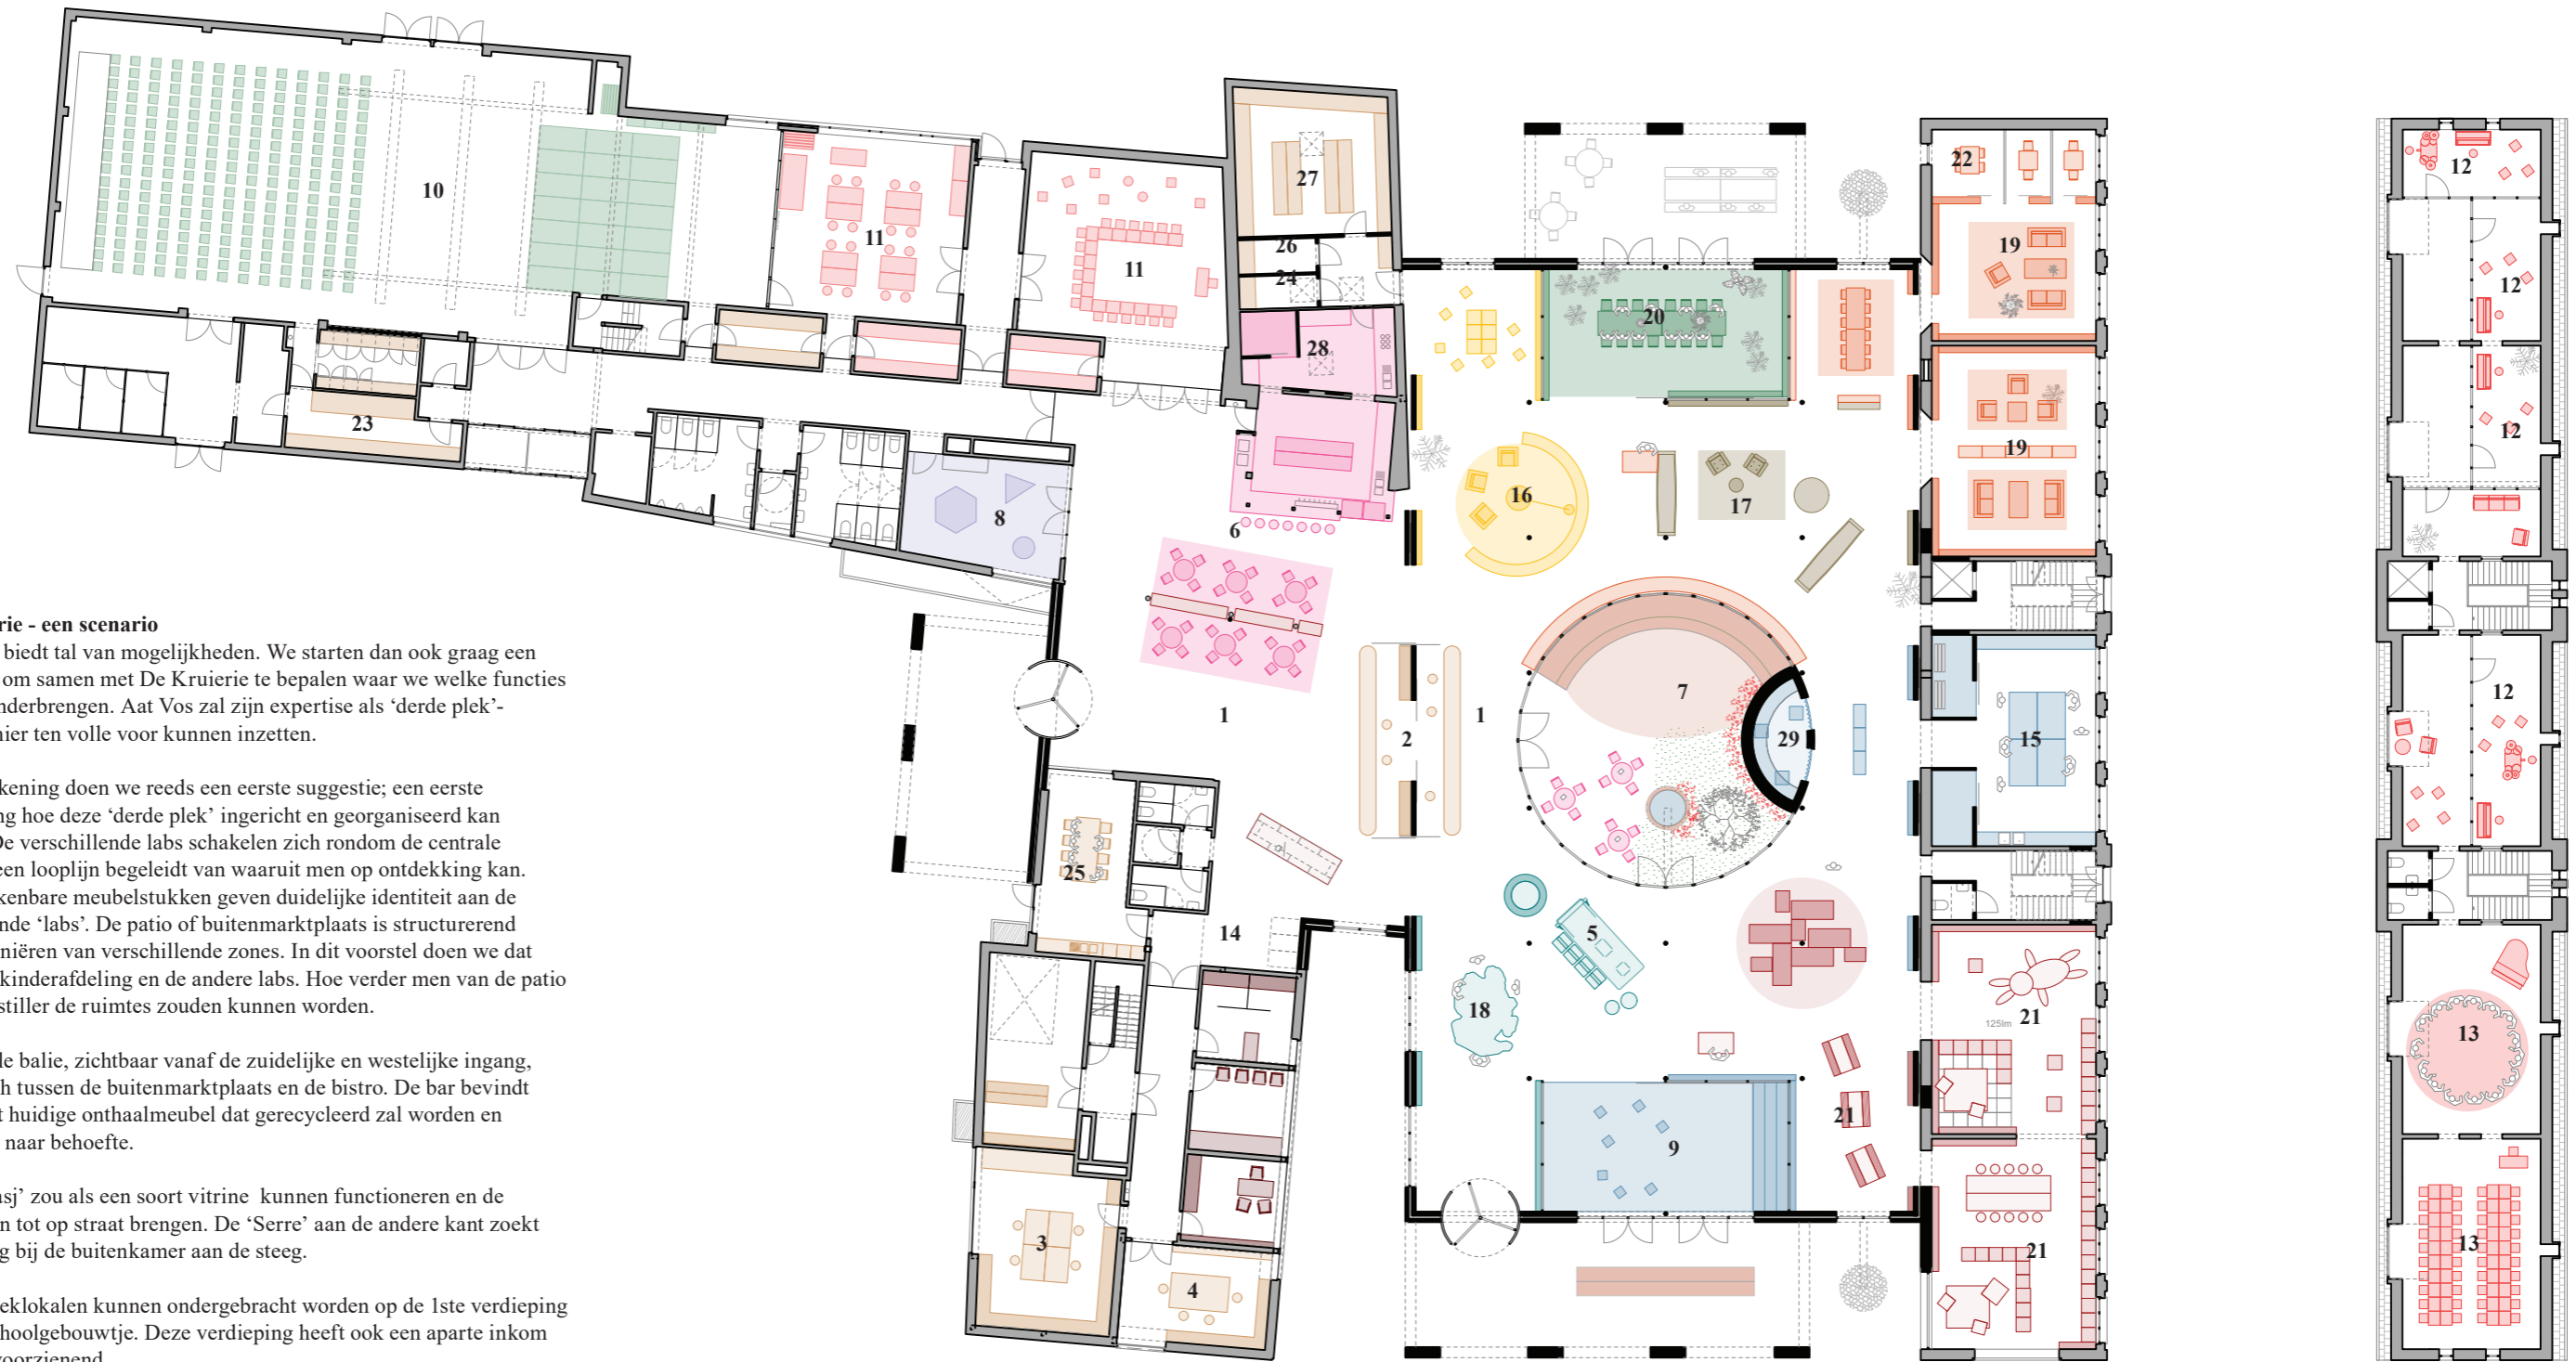 rie - een scenario
biedt tal van mogelijkheden. We starten dan ook graag een
om samen met De Kruierie te bepalen waar we welke functies
nderbrengen. Aat Vos zal zijn expertise als ‘derde plek’-
hier ten volle voor kunnen inzetten.
kening doen we reeds een eerste suggestie; een eerste
ng hoe deze ‘derde plek’ ingericht en georganiseerd kan
De verschillende labs schakelen zich rondom de centrale
een looplijn begeleidt van waaruit men op ontdekking kan.
kenbare meubelstukken geven duidelijke identiteit aan de
nde ‘labs’. De patio of buitenmarktplaats is structurerend
niëren van verschillende zones. In dit voorstel doen we dat
kinderafdeling en de andere labs. Hoe verder men van de patio
stiller de ruimtes zouden kunnen worden.
le balie, zichtbaar vanaf de zuidelijke en westelijke ingang,
h tussen de buitenmarktplaats en de bistro. De bar bevindt
t huidige onthaalmeubel dat gerecycleerd zal worden en
naar behoefte.
asj’ zou als een soort vitrine kunnen functioneren en de
n tot op straat brengen. De ‘Serre’ aan de andere kant zoekt
g bij de buitenkamer aan de steeg.
eklokalen kunnen ondergebracht worden op de 1ste verdieping
hoolgebouwtje. Deze verdieping heeft ook een aparte inkom
voorzienend.
10
11
11
27
26
24
28
23
8
6
1
2
1
25
14
3
4
20
22
19
19
16
17
7
29
15
5
18
9
21
125lm
21
21
12
12
12
12
13
13